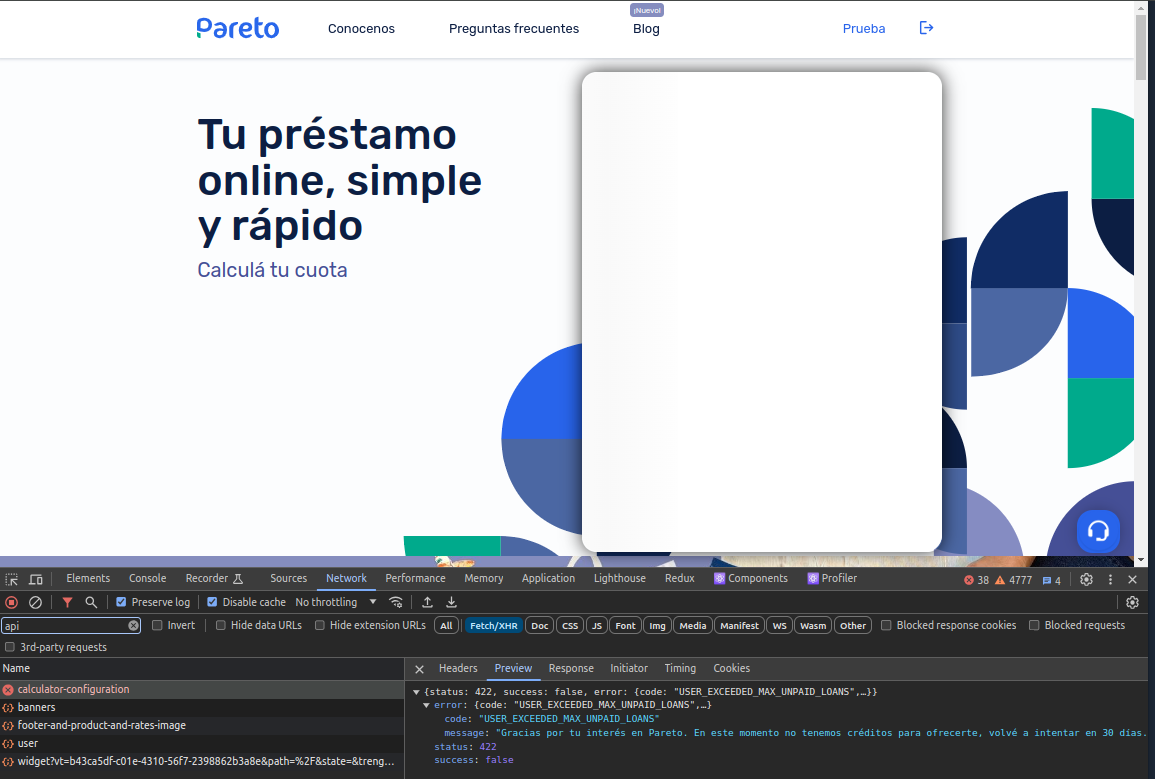 Pareto
Conocenos
Preguntas frecuentes
¡Nuevo!
Blog
Prueba
Tu préstamo
online, simple
y rápido
Calculá tu cuota
Elements Console Recorder Sources Network Performance Memory Application Lighthouse Redux Components Profiler 38 4777 4
Preserve log Disable cache No throttling
api Invert Hide data URLs Hide extension URLs All Fetch/XHR Doc CSS JS Font Img Media Manifest WS Wasm Other Blocked response cookies Blocked requests
3rd-party requests
Name
calculator-configuration
banners
footer-and-product-and-rates-image
user
widget?vt=b43ca5df-c01e-4310-56f7-2398862b3a8e&path=%2F&state=&treng...
Headers Preview Response Initiator Timing Cookies
{status: 422, success: false, error: {code: "USER_EXCEEDED_MAX_UNPAID_LOANS",…}}
error: {code: "USER_EXCEEDED_MAX_UNPAID_LOANS",…}
code: "USER_EXCEEDED_MAX_UNPAID_LOANS"
message: "Gracias por tu interés en Pareto. En este momento no tenemos créditos para ofrecerte, volvé a intentar en 30 días.
status: 422
success: false